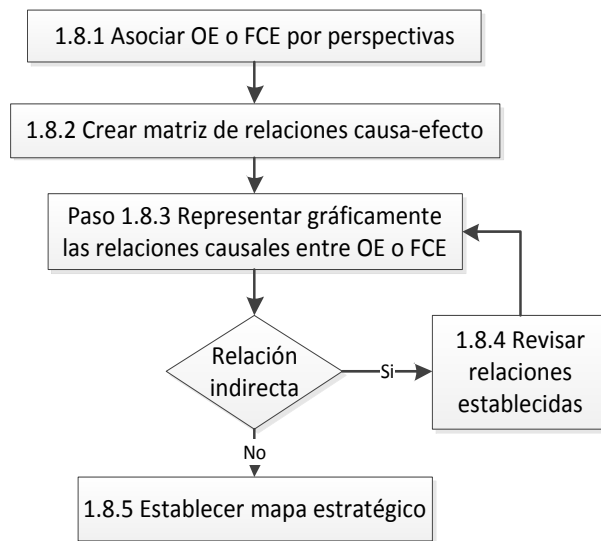 1.8.1 Asociar OE o FCE por perspectivas
1.8.2 Crear matriz de relaciones causa-efecto
Paso 1.8.3 Representar gráficamente
las relaciones causales entre OE o FCE
Relación
indirecta
Si
1.8.4 Revisar
relaciones
establecidas
No
1.8.5 Establecer mapa estratégico